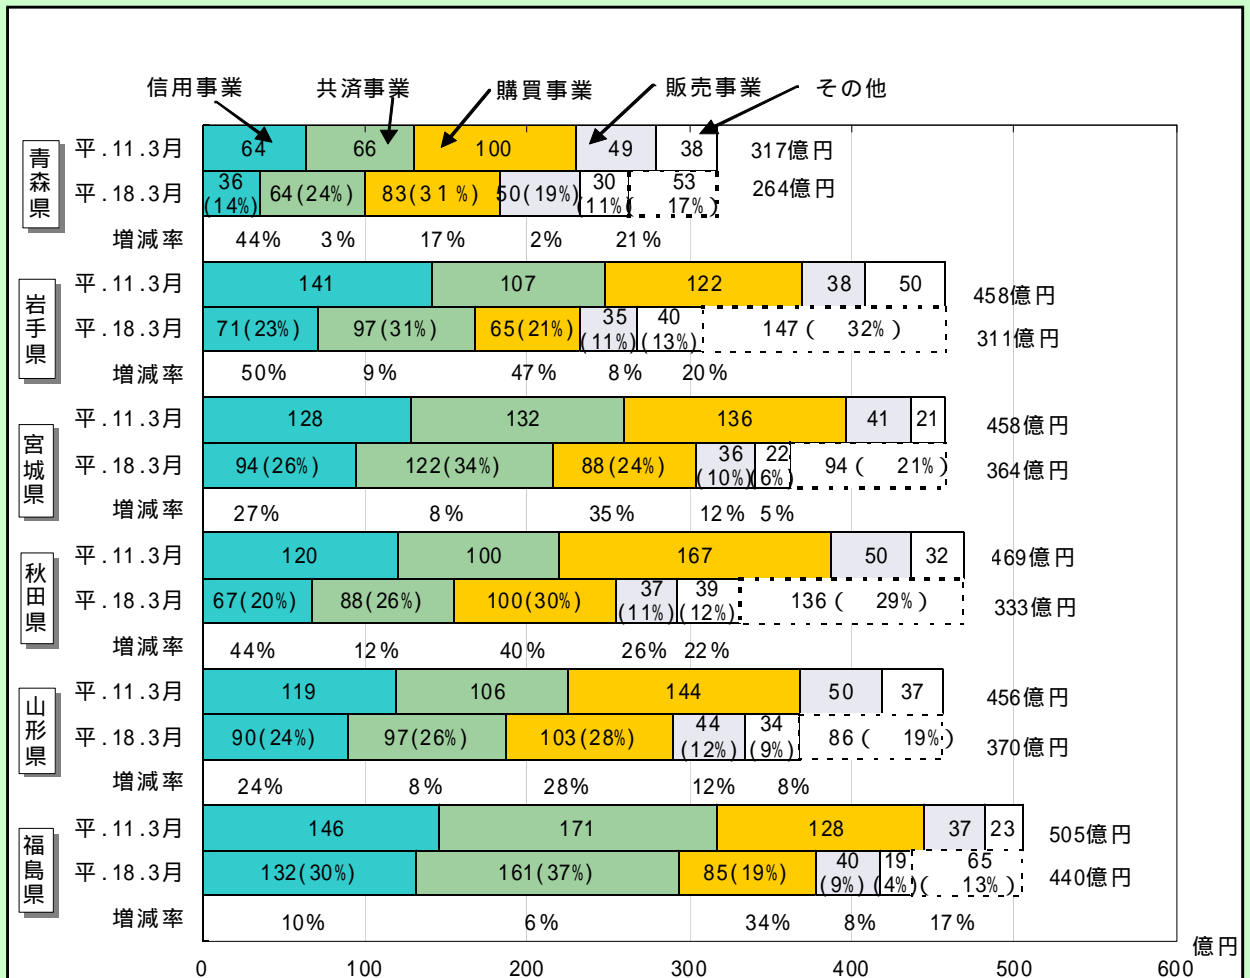 信用事業 共済事業 購買事業 販売事業 その他
青森県
平.11.3月 64 66 100 49 38 317億円
平.18.3月 36(14%) 64(24%) 83(31%) 50(19%) 30(11%) 53( 17%) 264億円
増減率 44% 3% 17% 2% 21%
岩手県
平.11.3月 141 107 122 38 50 458億円
平.18.3月 71(23%) 97(31%) 65(21%) 35(11%) 40(13%) 147( 32%) 311億円
増減率 50% 9% 47% 8% 20%
宮城県
平.11.3月 128 132 136 41 21 458億円
平.18.3月 94(26%) 122(34%) 88(24%) 36(10%) 22(6%) 94( 21%) 364億円
増減率 27% 8% 35% 12% 5%
秋田県
平.11.3月 120 100 167 50 32 469億円
平.18.3月 67(20%) 88(26%) 100(30%) 37(11%) 39(12%) 136( 29%) 333億円
増減率 44% 12% 40% 26% 22%
山形県
平.11.3月 119 106 144 50 37 456億円
平.18.3月 90(24%) 97(26%) 103(28%) 44(12%) 34(9%) 86( 19%) 370億円
増減率 24% 8% 28% 12% 8%
福島県
平.11.3月 146 171 128 37 23 505億円
平.18.3月 132(30%) 161(37%) 85(19%) 40(9%) 19(4%) 65( 13%) 440億円
増減率 10% 6% 34% 8% 17%
億円
0 100 200 300 400 500 600